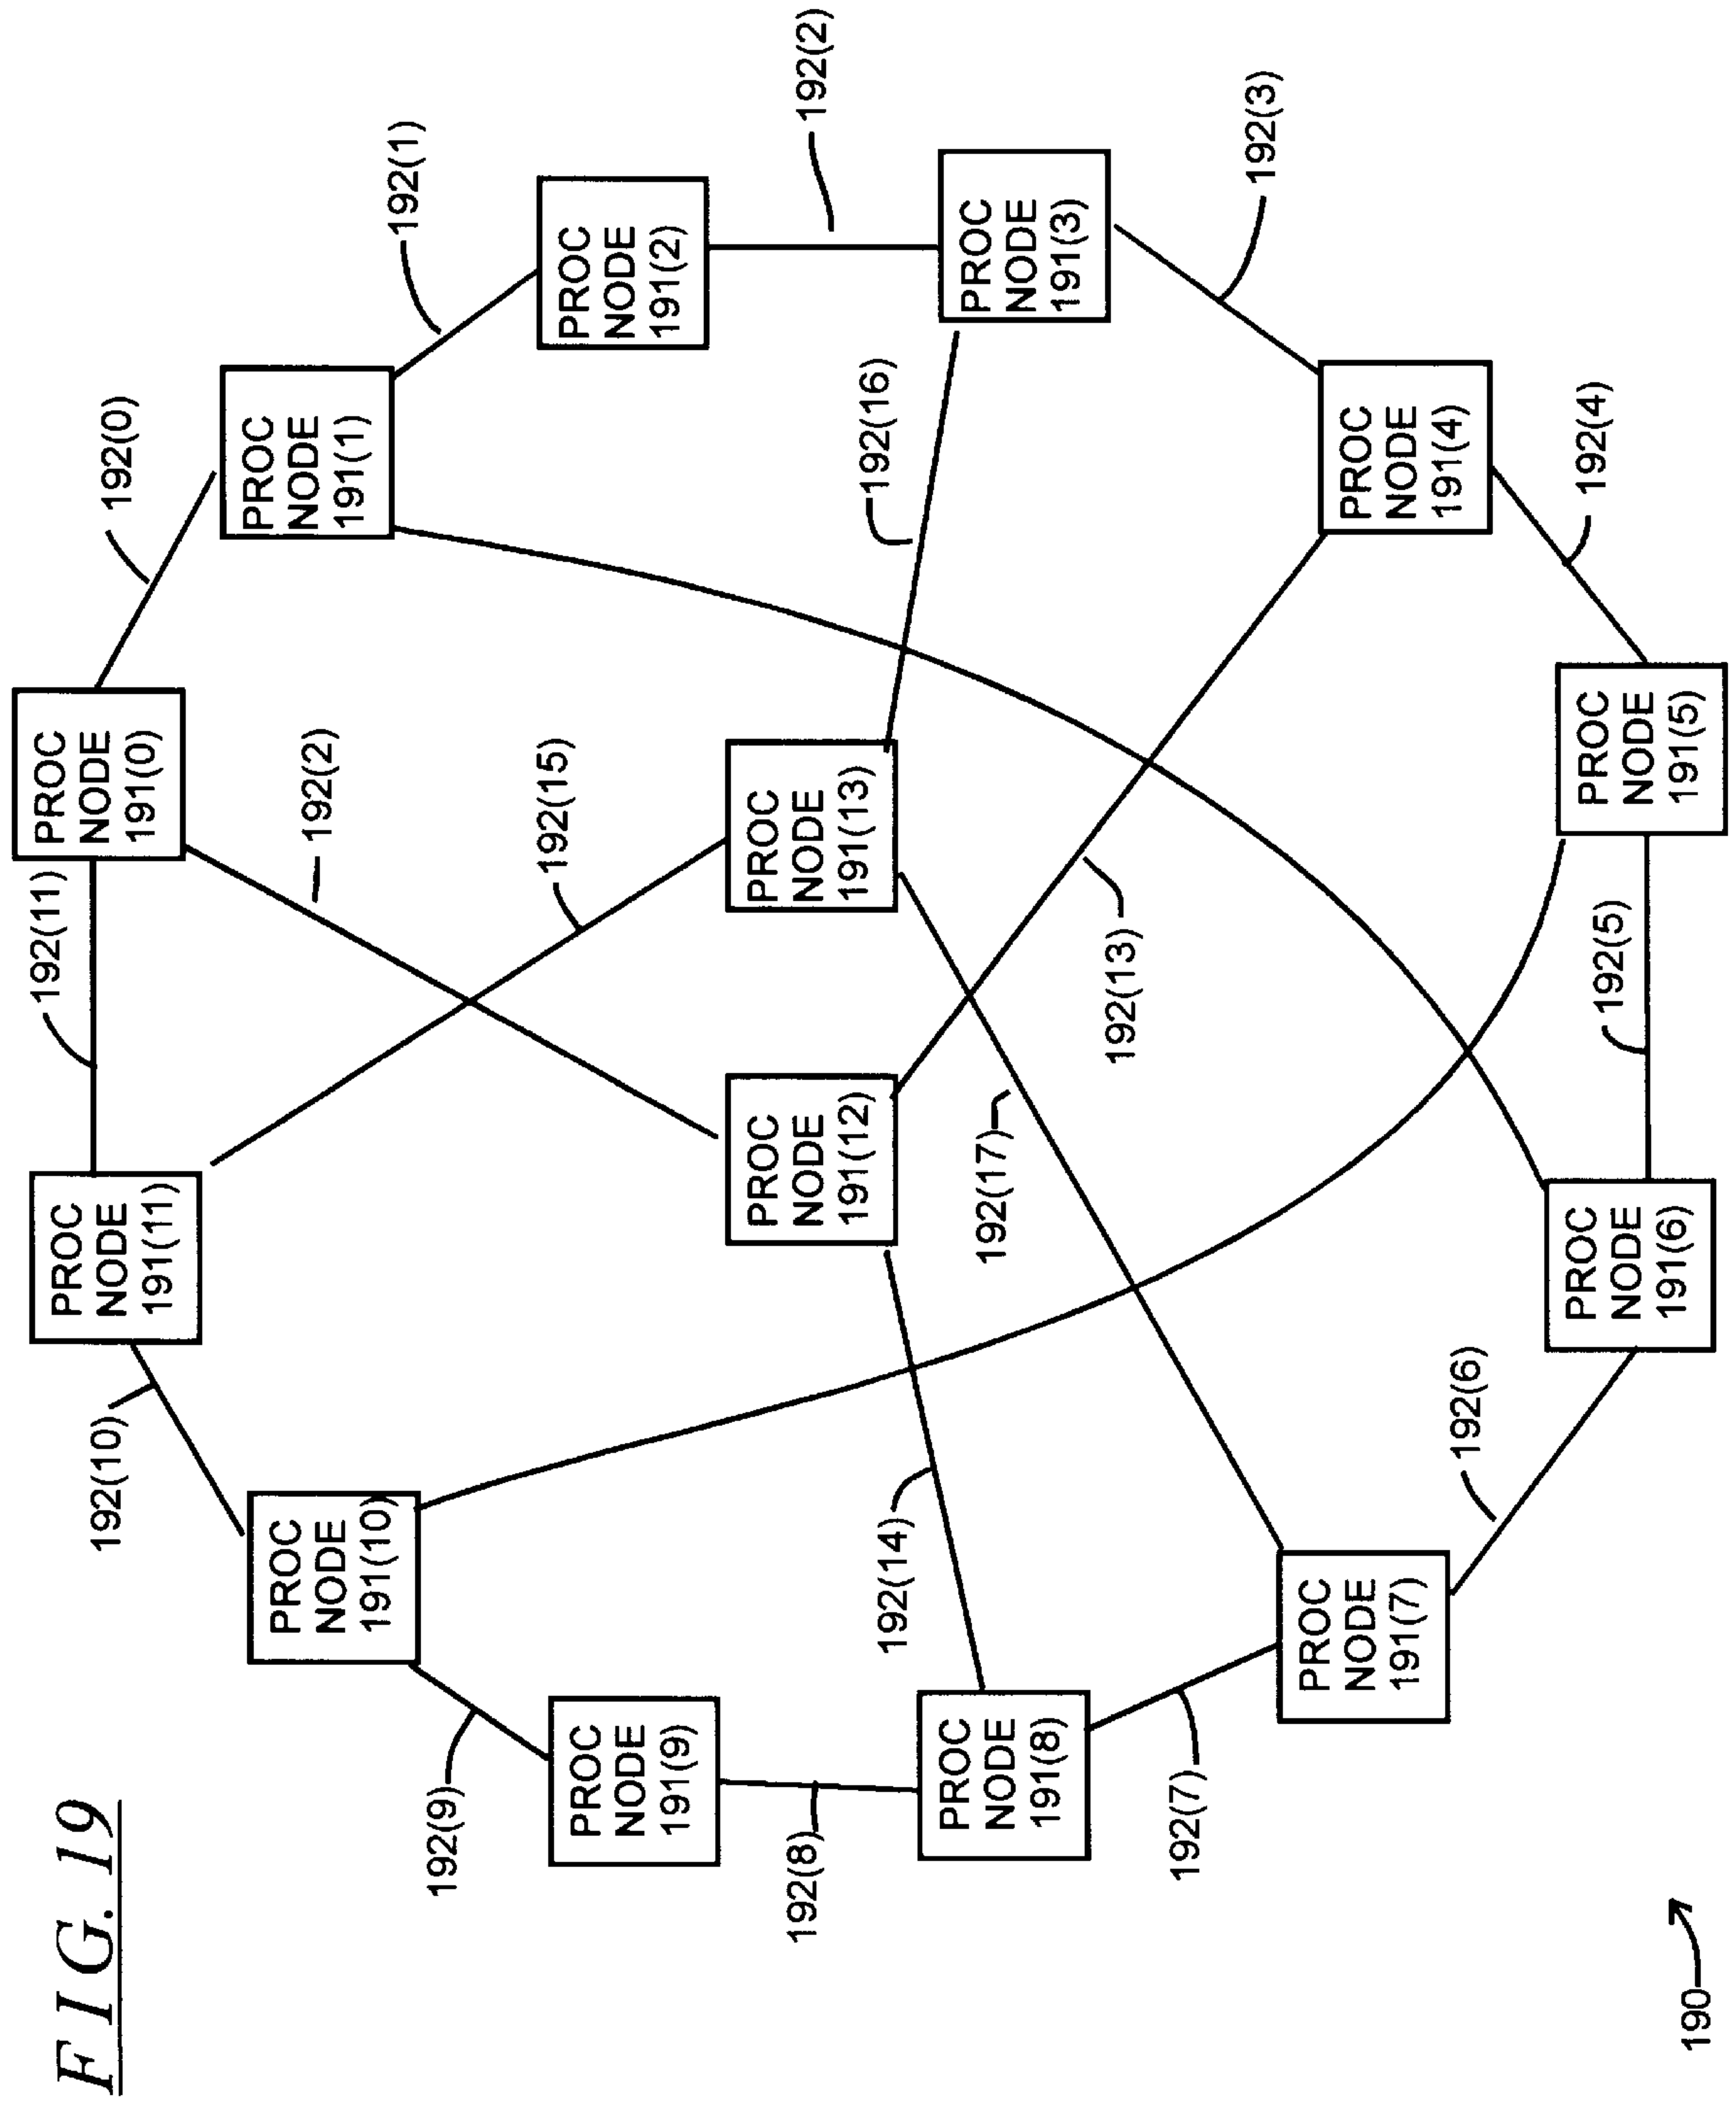 FIG. 19
192(11)
PROC
NODE
191(0)
192(0)
PROC
NODE
191(11)
192(10)
192(2)
PROC
NODE
191(1)
192(1)
PROC
NODE
191(10)
192(15)
192(9)
PROC
NODE
191(2)
PROC
NODE
191(9)
192(2)
PROC
NODE
191(12)
PROC
NODE
191(13)
192(8)
192(14)
192(16)
PROC
NODE
191(8)
PROC
NODE
191(3)
192(17)
192(13)
192(7)
192(3)
PROC
NODE
191(7)
PROC
NODE
191(4)
192(6)
192(5)
192(4)
PROC
NODE
191(6)
PROC
NODE
191(5)
190